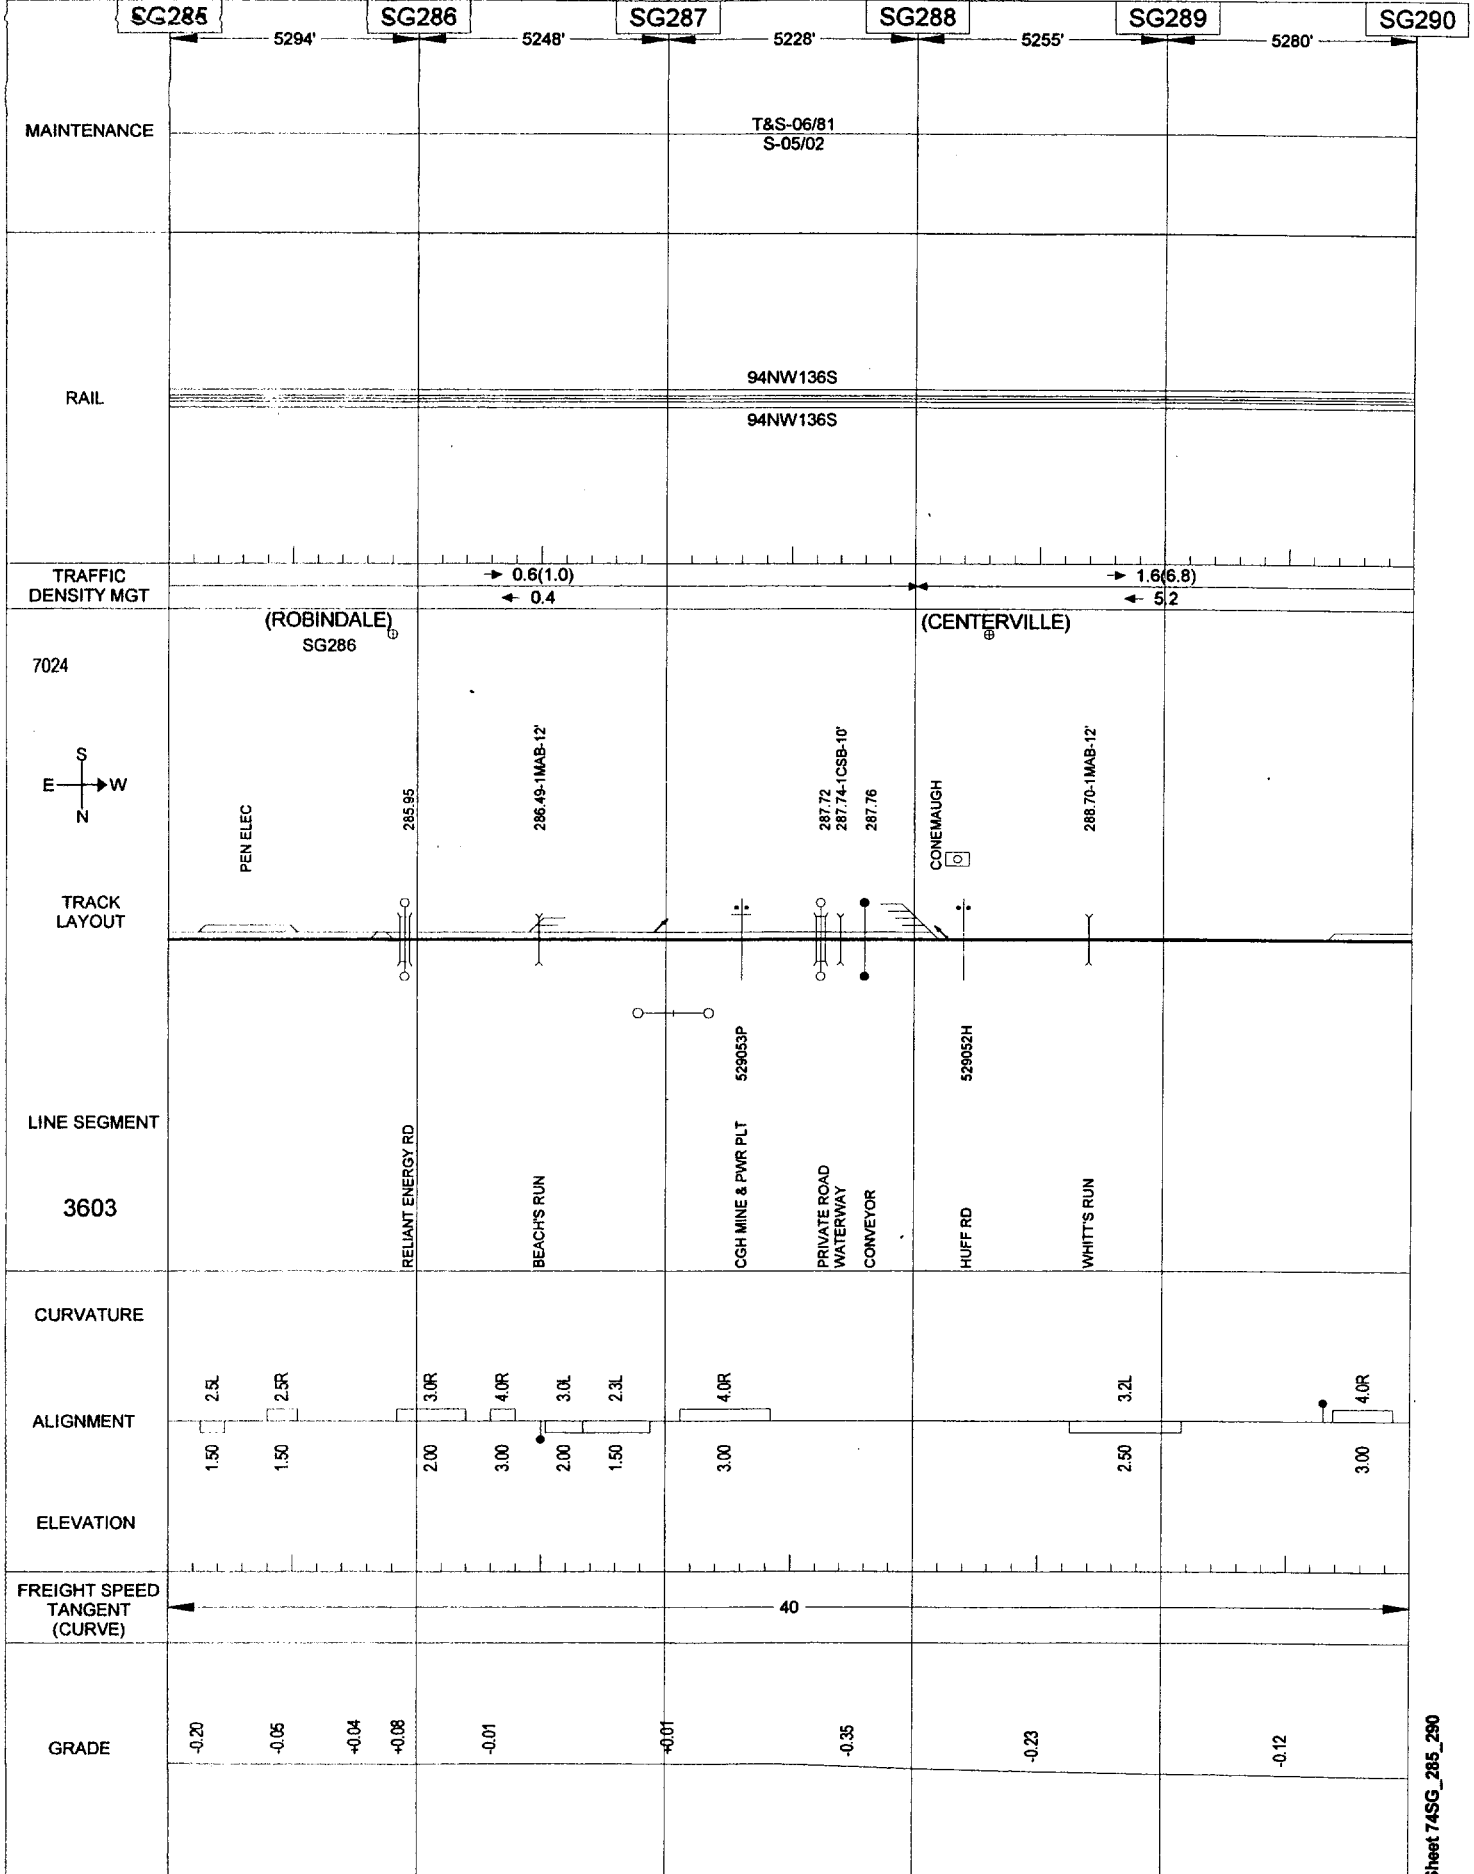 SG285 SG286 SG287 SG288 SG289 SG290
5294' 5248' 5228' 5255' 5280'
MAINTENANCE
T&S-06/81
S-05/02
RAIL
94NW136S
94NW136S
TRAFFIC
DENSITY MGT
0.6(1.0)
0.4
1.6(6.8)
5.2
(ROBINDALE)
SG286
(CENTERVILLE)
7024
S
E W
N
PEN ELEC
285.95
286.49-1MAB-12'
287.72
287.74-1CSB-10'
287.76
CONEMAUGH
288.70-1MAB-12'
TRACK
LAYOUT
529053P
529052H
LINE SEGMENT
3603
RELIANT ENERGY RD
BEACH'S RUN
CGH MINE & PWR PLT
PRIVATE ROAD
WATERWAY
CONVEYOR
HUFF RD
WHITT'S RUN
CURVATURE
2.5L 2.5R 3.0R 4.0R 3.0L 2.3L 4.0R 3.2L 4.0R
ALIGNMENT
1.50 1.50 2.00 3.00 2.00 1.50 3.00 2.50 3.00
ELEVATION
FREIGHT SPEED
TANGENT
(CURVE)
40
GRADE
-0.20 -0.05 +0.04 +0.08 -0.01 +0.01 -0.35 -0.23 -0.12
Sheet 74SG_285_290